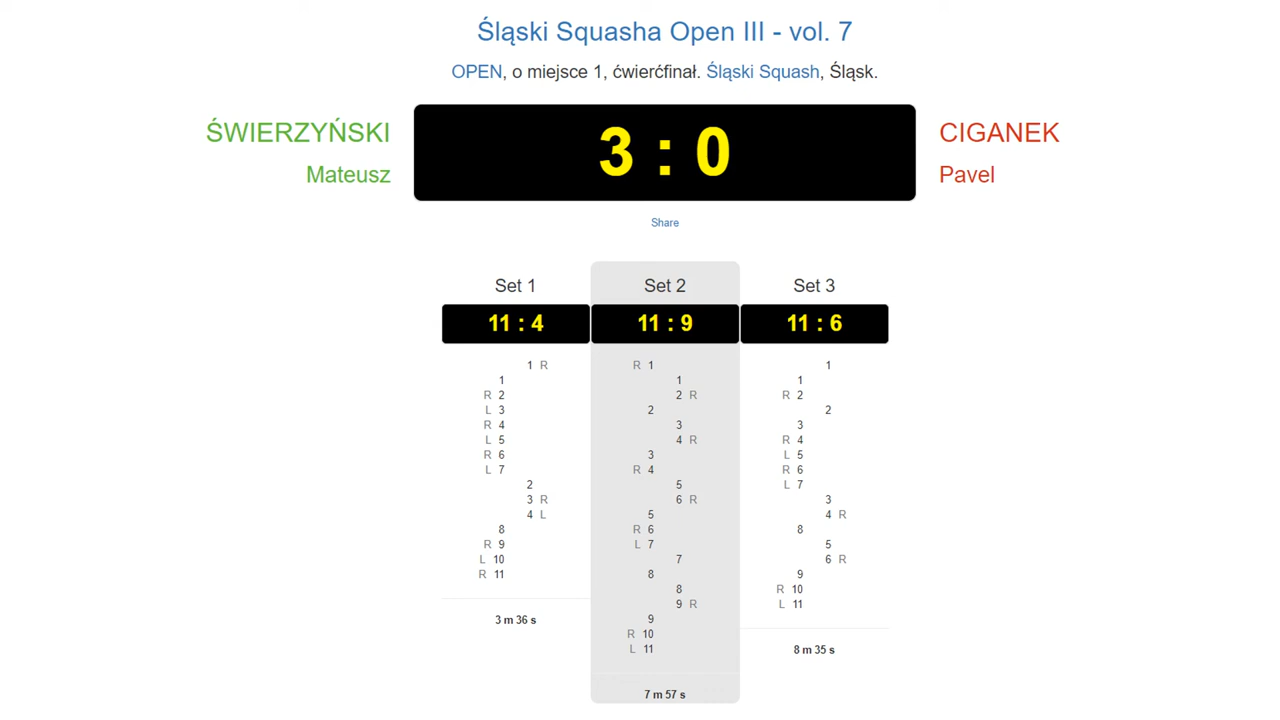 Śląski Squasha Open III - vol. 7
OPEN, o miejsce 1, ćwierćfinał. Śląski Squash, Śląsk.
ŚWIERZYŃSKI 3 : 0 CIGANEK
Mateusz Pavel
Share
Set 1 Set 2 Set 3
11 : 4 11 : 9 11 : 6
1 R R 1 1
1 1 1
R 2 2 R R 2
L 3 2 2
R 4 3 3
L 5 4 R R 4
R 6 3 L 5
L 7 R 4 R 6
2 5 L 7
3 R 6 R 3
4 L 5 4 R
8 R 6 8
R 9 L 7 5
L 10 7 6 R
R 11 8 9
8 R 10
9 R L 11
3 m 36 s 9
R 10
L 11 8 m 35 s
7 m 57 s